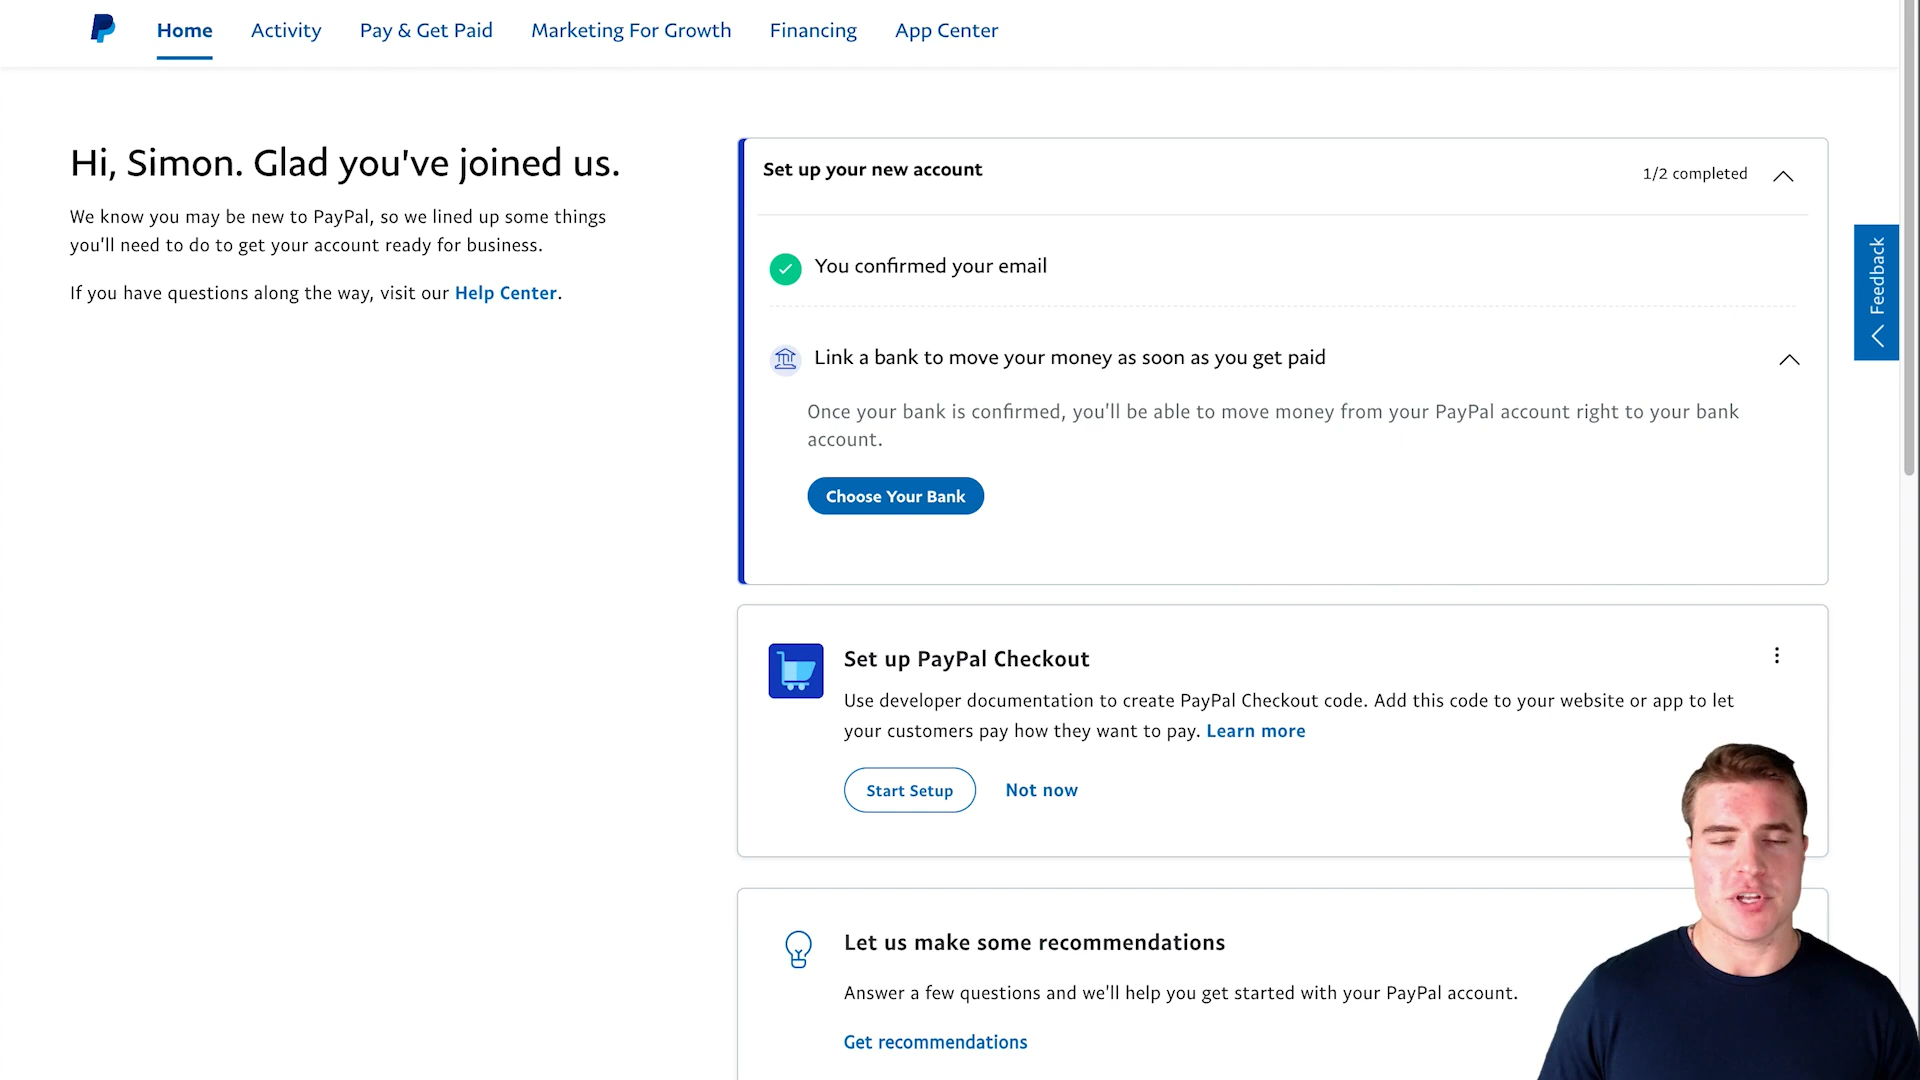 Home
Activity
Pay & Get Paid
Marketing For Growth
Financing
App Center
Hi, Simon. Glad you've joined us.
We know you may be new to PayPal, so we lined up some things
you'll need to do to get your account ready for business.
If you have questions along the way, visit our Help Center.
Set up your new account
1/2 completed
You confirmed your email
Link a bank to move your money as soon as you get paid
Once your bank is confirmed, you'll be able to move money from your PayPal account right to your bank
account.
Choose Your Bank
Feedback
Set up PayPal Checkout
Use developer documentation to create PayPal Checkout code. Add this code to your website or app to let
your customers pay how they want to pay. Learn more
Start Setup
Not now
Let us make some recommendations
Answer a few questions and we'll help you get started with your PayPal account.
Get recommendations